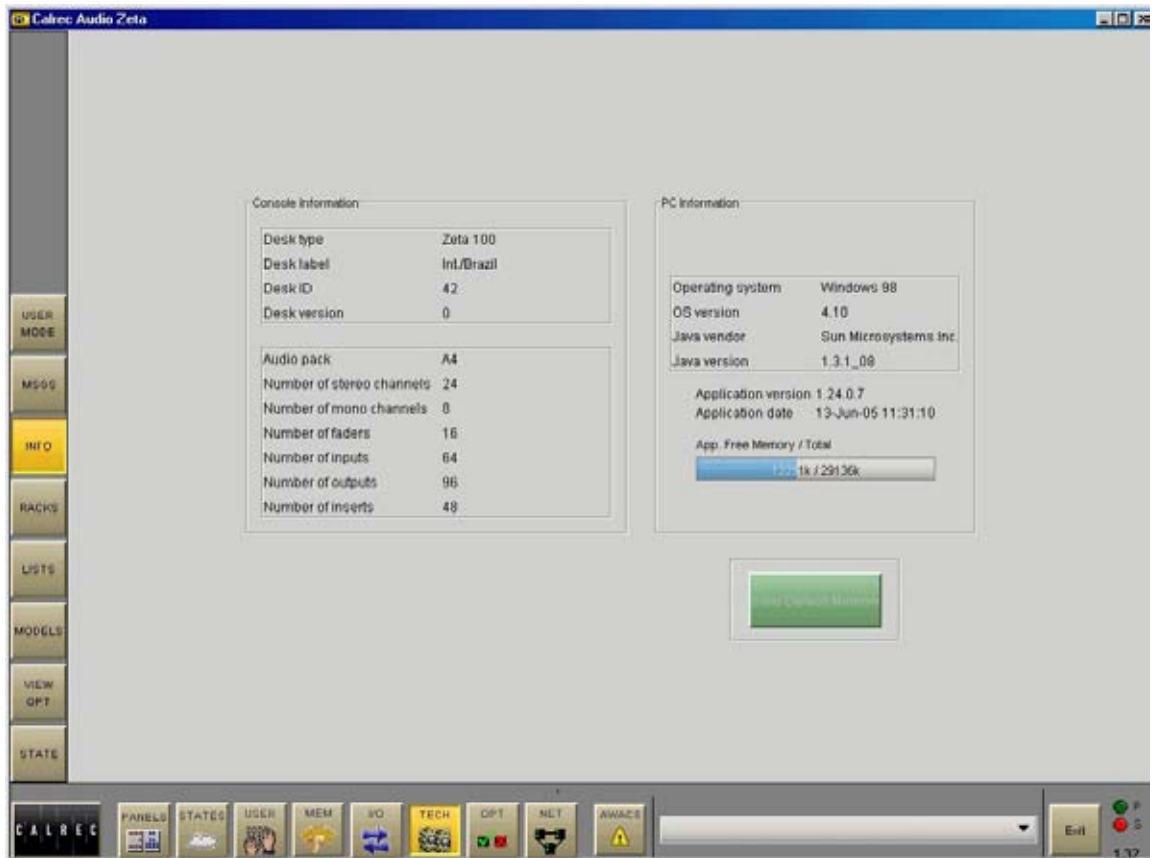 Calrec Audio Zeta
Console Information
Desk type Zeta 100
Desk label Int./Brazil
Desk ID 42
Desk version 0
Audio pack A4
Number of stereo channels 24
Number of mono channels 8
Number of faders 16
Number of inputs 64
Number of outputs 96
Number of inserts 48
PC Information
Operating system Windows 98
OS version 4.10
Java vendor Sun Microsystems Inc.
Java version 1.3.1_08
Application version 1.24.0.7
Application date 13-Jun-05 11:31:10
App. Free Memory / Total
1k / 29136k
USER
MODE
MSGS
INFO
RACKS
LISTS
MODELS
VIEW
OPT
STATE
CALREC
PANELS
STATES
USER
MEM
I/O
TECH
OPT
NET
AWACS
Exit
P
S
1.37